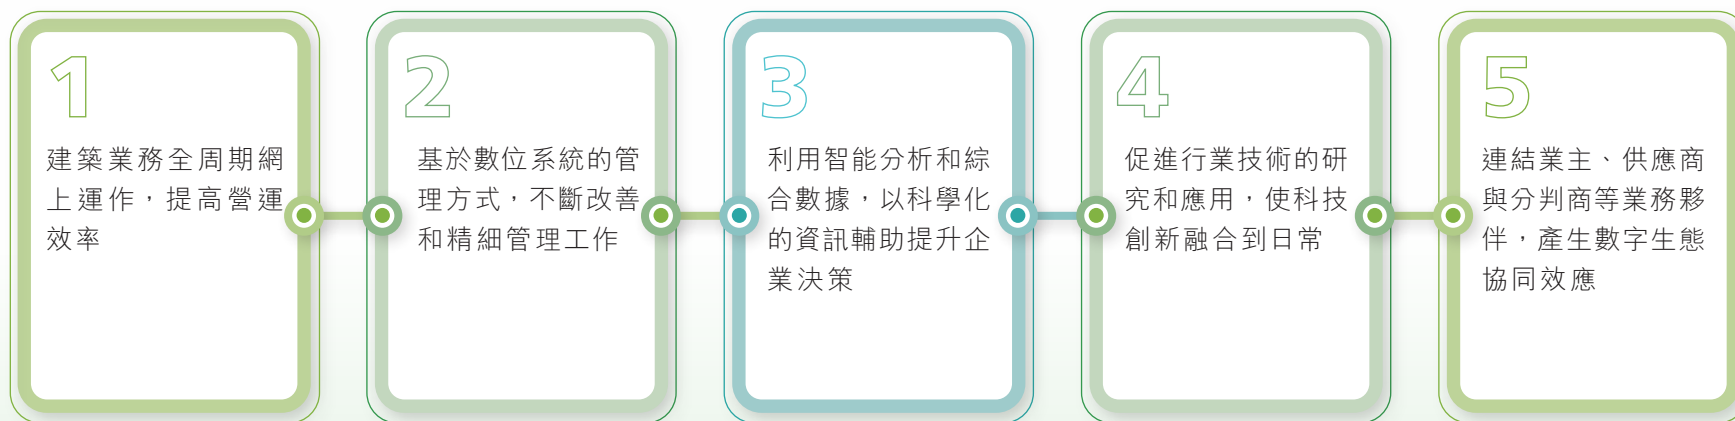 1
建築業務全周期網
上運作，提高營運
效率
2
基於數位系統的管
理方式，不斷改善
和精細管理工作
3
利用智能分析和綜
合數據，以科學化
的資訊輔助提升企
業決策
4
促進行業技術的研
究和應用，使科技
創新融合到日常
5
連結業主、供應商
與分判商等業務夥
伴，產生數字生態
協同效應